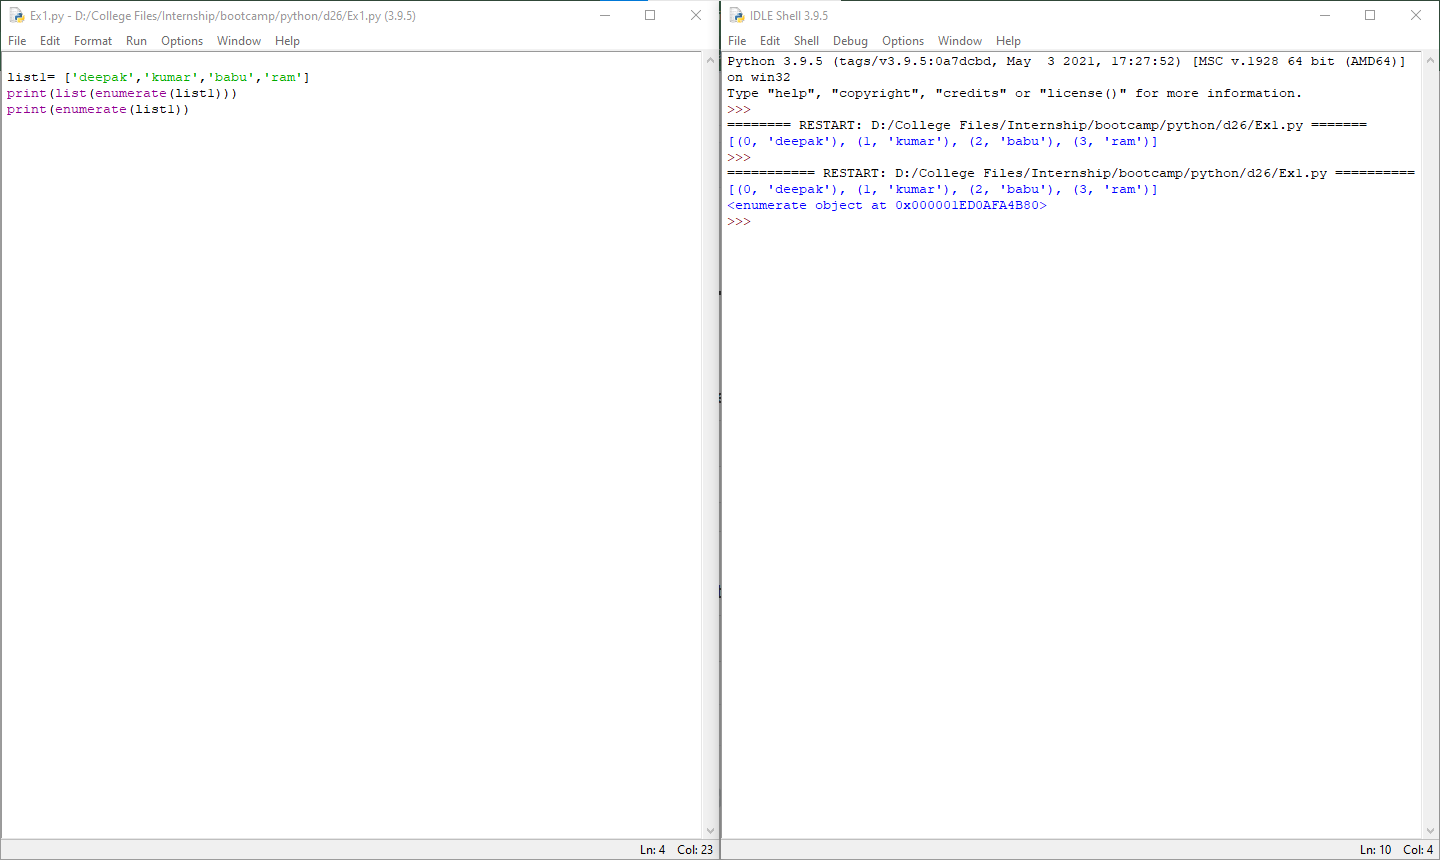 Ex1.py - D:/College Files/Internship/bootcamp/python/d26/Ex1.py (3.9.5)
File Edit Format Run Options Window Help
list1= ['deepak','kumar','babu','ram']
print(list(enumerate(list1)))
print(enumerate(list1))
Ln: 4 Col: 23
IDLE Shell 3.9.5
File Edit Shell Debug Options Window Help
Python 3.9.5 (tags/v3.9.5:0a7dcbd, May  3 2021, 17:27:52) [MSC v.1928 64 bit (AMD64)]
on win32
Type "help", "copyright", "credits" or "license()" for more information.
>>>
======== RESTART: D:/College Files/Internship/bootcamp/python/d26/Ex1.py =======
[(0, 'deepak'), (1, 'kumar'), (2, 'babu'), (3, 'ram')]
>>>
=========== RESTART: D:/College Files/Internship/bootcamp/python/d26/Ex1.py ==========
[(0, 'deepak'), (1, 'kumar'), (2, 'babu'), (3, 'ram')]
<enumerate object at 0x000001ED0AFA4B80>
>>>
Ln: 10 Col: 4